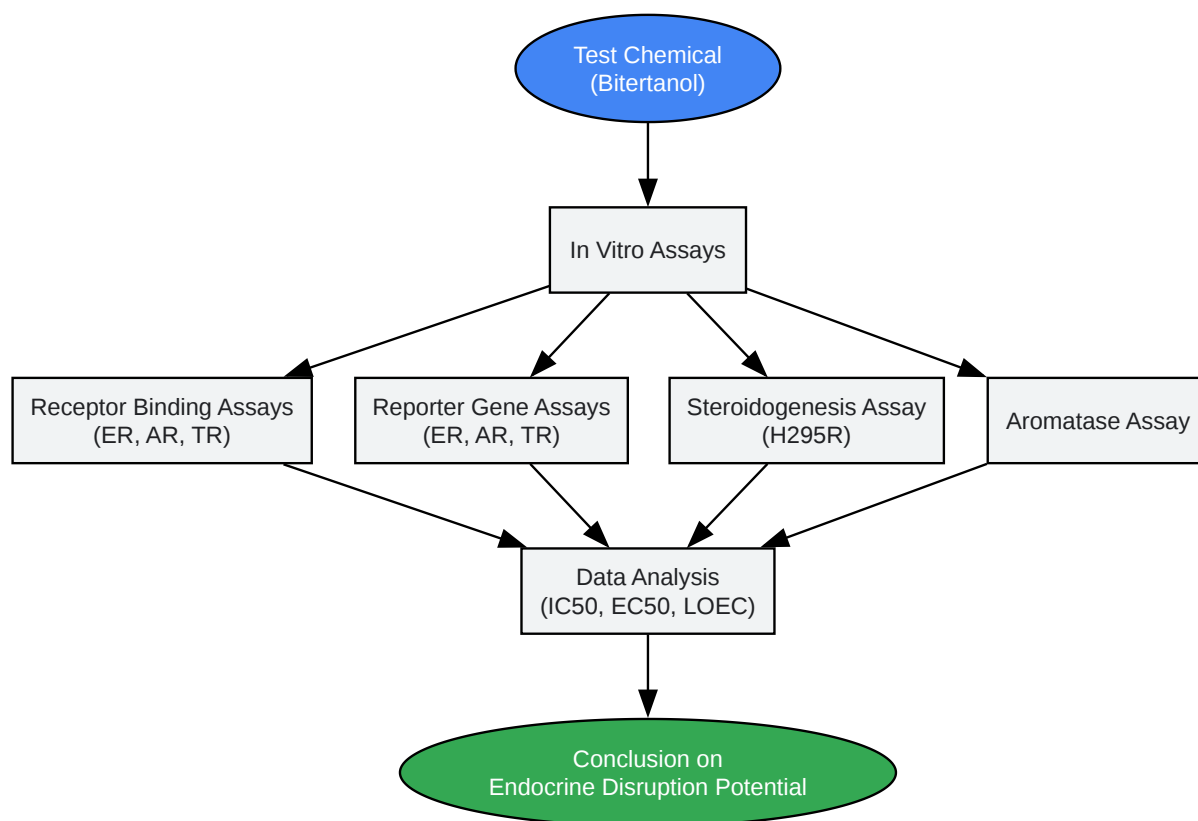 Test Chemical
(Bitertanol)
In Vitro Assays
Receptor Binding Assays
(ER, AR, TR)
Reporter Gene Assays
(ER, AR, TR)
Steroidogenesis Assay
(H295R)
Aromatase Assay
Data Analysis
(IC50, EC50, LOEC)
Conclusion on
Endocrine Disruption Potential